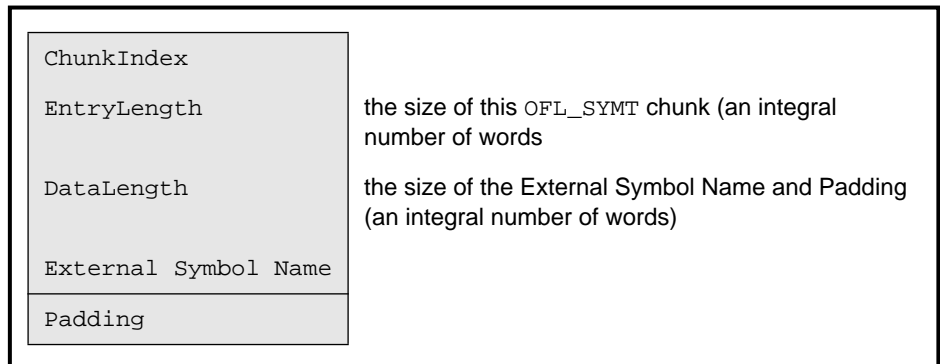 ChunkIndex
EntryLength the size of this OFL_SYMT chunk (an integral
number of words
DataLength the size of the External Symbol Name and Padding
(an integral number of words)
External Symbol Name
Padding